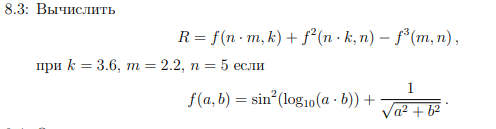 8.3: Вычислить
R = f(n · m, k) + f²(n · k, n) − f³(m, n) ,
при k = 3.6, m = 2.2, n = 5 если
f(a, b) = sin²(log₁₀(a · b)) + 1/√(a² + b²) .